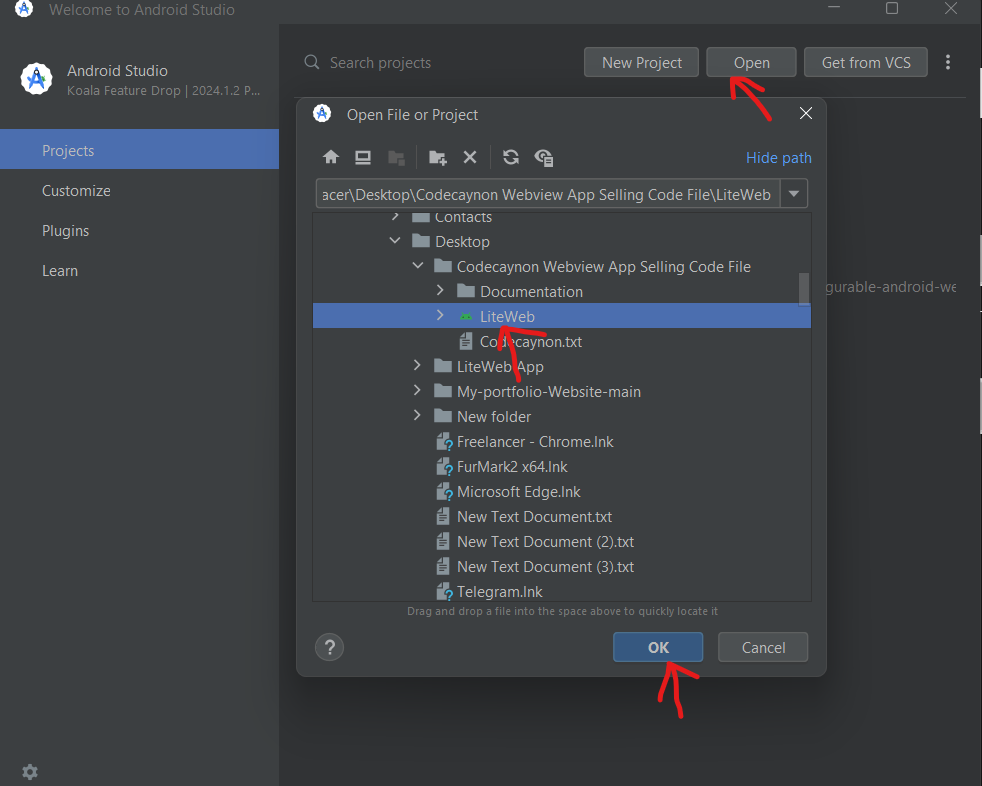 Welcome to Android Studio
Android Studio
Koala Feature Drop | 2024.1.2 P...
Projects
Customize
Plugins
Learn
Search projects
New Project
Open
Get from VCS
Open File or Project
Hide path
acer\Desktop\Codecaynon Webview App Selling Code File\LiteWeb
Contacts
Desktop
Codecaynon Webview App Selling Code File
Documentation
LiteWeb
Codecaynon.txt
LiteWeb App
My-portfolio-Website-main
New folder
Freelancer - Chrome.lnk
FurMark2 x64.lnk
Microsoft Edge.lnk
New Text Document.txt
New Text Document (2).txt
New Text Document (3).txt
Telegram.lnk
Drag and drop a file into the space above to quickly locate it
?
OK
Cancel
gurable-android-we